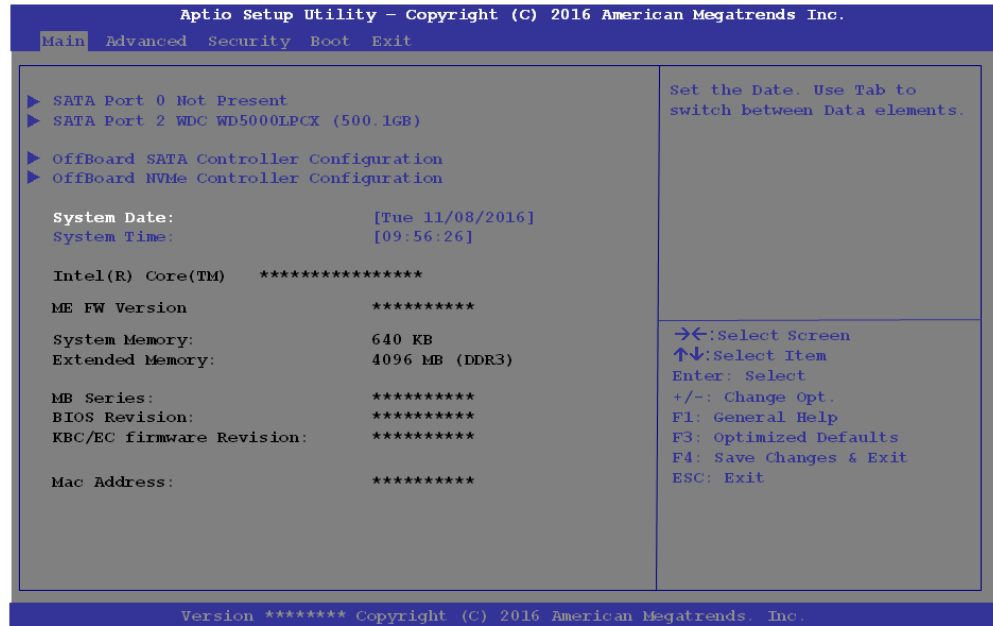 Aptio Setup Utility – Copyright (C) 2016 American Megatrends Inc.
Main Advanced Security Boot Exit
▶ SATA Port 0 Not Present
▶ SATA Port 2 WDC WD5000LPCX (500.1GB)
▶ OffBoard SATA Controller Configuration
▶ OffBoard NVMe Controller Configuration
System Date: [Tue 11/08/2016]
System Time: [09:56:26]
Intel(R) Core(TM) ****************
ME FW Version **********
System Memory: 640 KB
Extended Memory: 4096 MB (DDR3)
MB Series: **********
BIOS Revision: **********
KBC/EC firmware Revision: **********
Mac Address: **********
Set the Date. Use Tab to
switch between Data elements.
→←:Select Screen
↑↓:Select Item
Enter: Select
+/-: Change Opt.
F1: General Help
F3: Optimized Defaults
F4: Save Changes & Exit
ESC: Exit
Version ******** Copyright (C) 2016 American Megatrends. Inc.